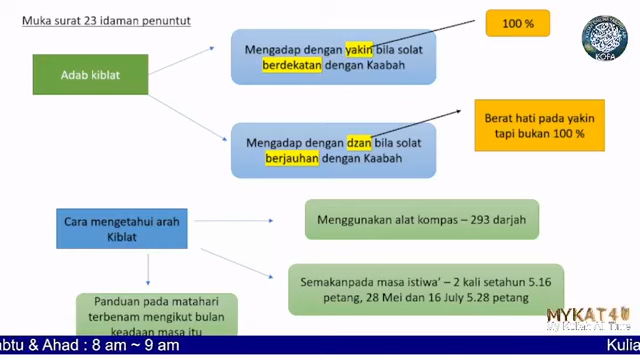 Muka surat 23 idaman penuntut
100 %
KOFA
Mengadap dengan yakin bila solat
berdekatan dengan Kaabah
Adab kiblat
Berat hati pada yakin
tapi bukan 100 %
Mengadap dengan dzan bila solat
berjauhan dengan Kaabah
Cara mengetahui arah
Kiblat
Menggunakan alat kompas – 293 darjah
Semakanpada masa istiwa’ – 2 kali setahun 5.16
petang, 28 Mei dan 16 July 5.28 petang
Panduan pada matahari
terbenam mengikut bulan
keadaan masa itu
MYKAT4U
abtu & Ahad : 8 am ~ 9 am
Kulia